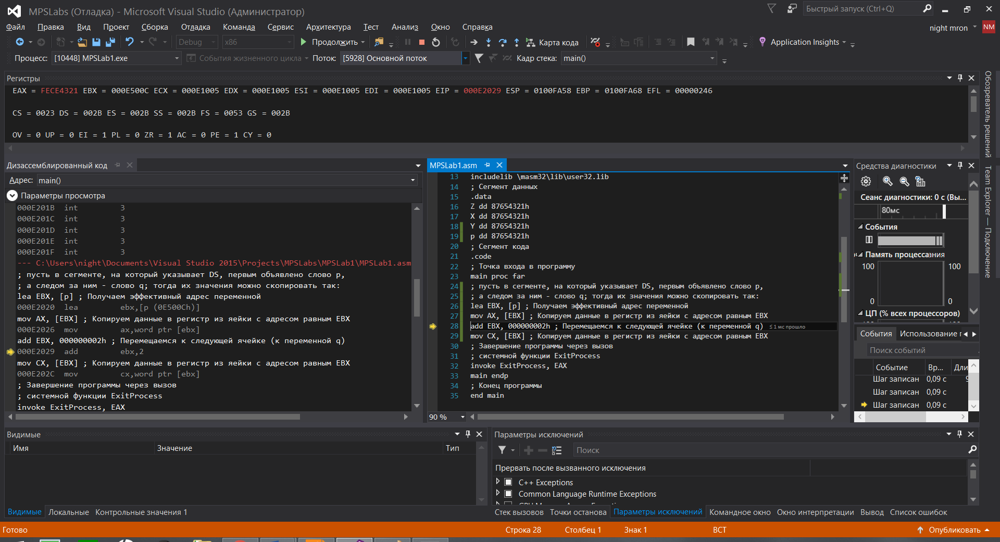 MPSLabs (Отладка) - Microsoft Visual Studio (Администратор)
Быстрый запуск (Ctrl+Q)
Файл Правка Вид Проект Сборка Отладка Команда Сервис Архитектура Тест Анализ Окно Справка
night mron NM
Debug x86 Продолжить Карта кода Application Insights
Процесс: [10448] MPSLab1.exe События жизненного цикла Поток: [5928] Основной поток Кадр стека: main()
Регистры
EAX = FECE4321 EBX = 000E500C ECX = 000E1005 EDX = 000E1005 ESI = 000E1005 EDI = 000E1005 EIP = 000E2029 ESP = 0100FA58 EBP = 0100FA68 EFL = 00000246
CS = 0023 DS = 002B ES = 002B SS = 002B FS = 0053 GS = 002B
OV = 0 UP = 0 EI = 1 PL = 0 ZR = 1 AC = 0 PE = 1 CY = 0
Дизассемблированный код
Адрес: main()
Параметры просмотра
000E201B int 3
000E201C int 3
000E201D int 3
000E201E int 3
000E201F int 3
--- C:\Users\night\Documents\Visual Studio 2015\Projects\MPSLabs\MPSLab1\MPSLab1.asm
; пусть в сегменте, на который указывает DS, первым объявлено слово p,
; а следом за ним - слово q; тогда их значения можно скопировать так:
lea EBX, [p] ; Получаем эффективный адрес переменной
000E2020 lea ebx,[p (0E500Ch)]
mov AX, [EBX] ; Копируем данные в регистр из яейки с адресом равным EBX
000E2026 mov ax,word ptr [ebx]
add EBX, 000000002h ; Перемещаемся к следующей ячейке (к переменной q)
000E2029 add ebx,2
mov CX, [EBX] ; Копируем данные в регистр из яейки с адресом равным EBX
000E202C mov cx,word ptr [ebx]
; Завершение программы через вызов
; системной функции ExitProcess
invoke ExitProcess, EAX
MPSLab1.asm
13 includelib \masm32\lib\user32.lib
14 ; Сегмент данных
15 .data
16 Z dd 87654321h
17 X dd 87654321h
18 Y dd 87654321h
19 p dd 87654321h
20 ; Сегмент кода
21 .code
22 ; Точка входа в программу
23 main proc far
24 ; пусть в сегменте, на который указывает DS, первым объявлено слово p,
25 ; а следом за ним - слово q; тогда их значения можно скопировать так:
26 lea EBX, [p] ; Получаем эффективный адрес переменной
27 mov AX, [EBX] ; Копируем данные в регистр из яейки с адресом равным EBX
28 add EBX, 000000002h ; Перемещаемся к следующей ячейке (к переменной q) ≤ 1 мс прошло
29 mov CX, [EBX] ; Копируем данные в регистр из яейки с адресом равным EBX
30 ; Завершение программы через вызов
31 ; системной функции ExitProcess
32 invoke ExitProcess, EAX
33 main endp
34 ; Конец программы
35 end main
90 %
Средства диагностики
Сеанс диагностики: 0 с (Вы...
80мс
События
Память процесса
100 100
0 0
ЦП (% всех процессоров)
События Использование
Поиск событий
Событие Вр... Дли
Шаг записан 0,09 с
Шаг записан 0,09 с
Шаг записан 0,09 с
Обозреватель решений
Team Explorer — Подключение
Видимые
Имя Значение Тип
Видимые Локальные Контрольные значения 1
Параметры исключений
Поиск
Прервать после вызванного исключения
C++ Exceptions
Common Language Runtime Exceptions
Стек вызовов Точки останова Параметры исключений Командное окно Окно интерпретации Вывод Список ошибок
Готово Строка 28 Столбец 1 Знак 1 ВСТ Опубликовать